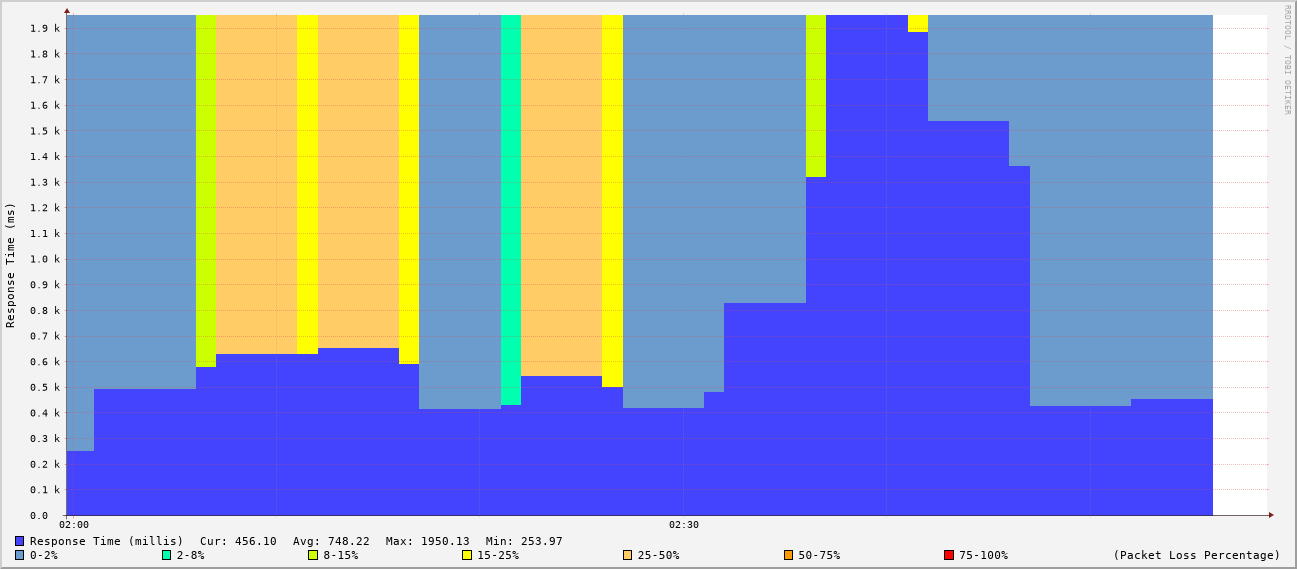 RRDTOOL / TOBI OETIKER
Response Time (ms)
1.9 k
1.8 k
1.7 k
1.6 k
1.5 k
1.4 k
1.3 k
1.2 k
1.1 k
1.0 k
0.9 k
0.8 k
0.7 k
0.6 k
0.5 k
0.4 k
0.3 k
0.2 k
0.1 k
0.0
02:00 02:30
Response Time (millis) Cur: 456.10 Avg: 748.22 Max: 1950.13 Min: 253.97
0-2% 2-8% 8-15% 15-25% 25-50% 50-75% 75-100% (Packet Loss Percentage)